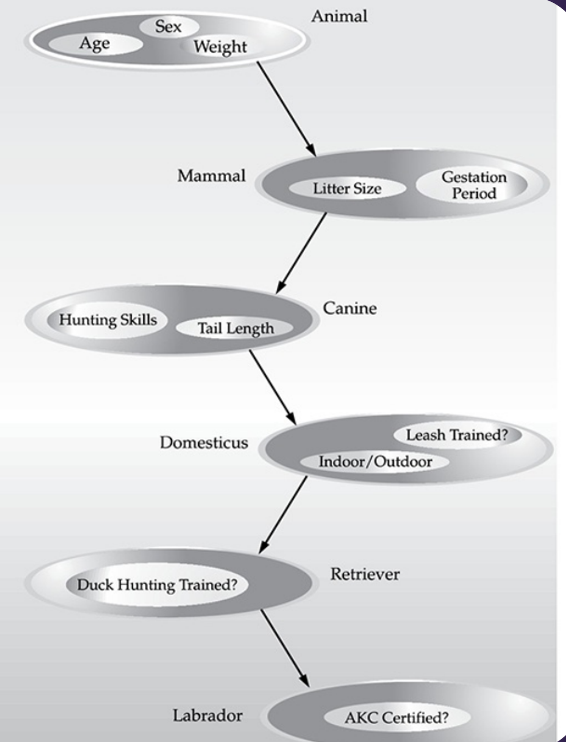 Animal
Sex
Age
Weight
Mammal
Litter Size
Gestation
Period
Canine
Hunting Skills
Tail Length
Domesticus
Leash Trained?
Indoor/Outdoor
Retriever
Duck Hunting Trained?
Labrador
AKC Certified?